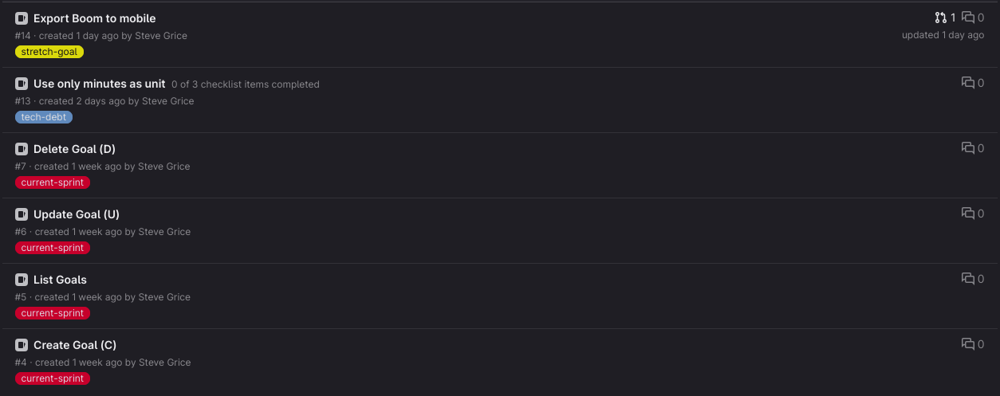 Export Boom to mobile 1 0
#14 · created 1 day ago by Steve Grice updated 1 day ago
stretch-goal
Use only minutes as unit 0 of 3 checklist items completed 0
#13 · created 2 days ago by Steve Grice
tech-debt
Delete Goal (D) 0
#7 · created 1 week ago by Steve Grice
current-sprint
Update Goal (U) 0
#6 · created 1 week ago by Steve Grice
current-sprint
List Goals 0
#5 · created 1 week ago by Steve Grice
current-sprint
Create Goal (C) 0
#4 · created 1 week ago by Steve Grice
current-sprint